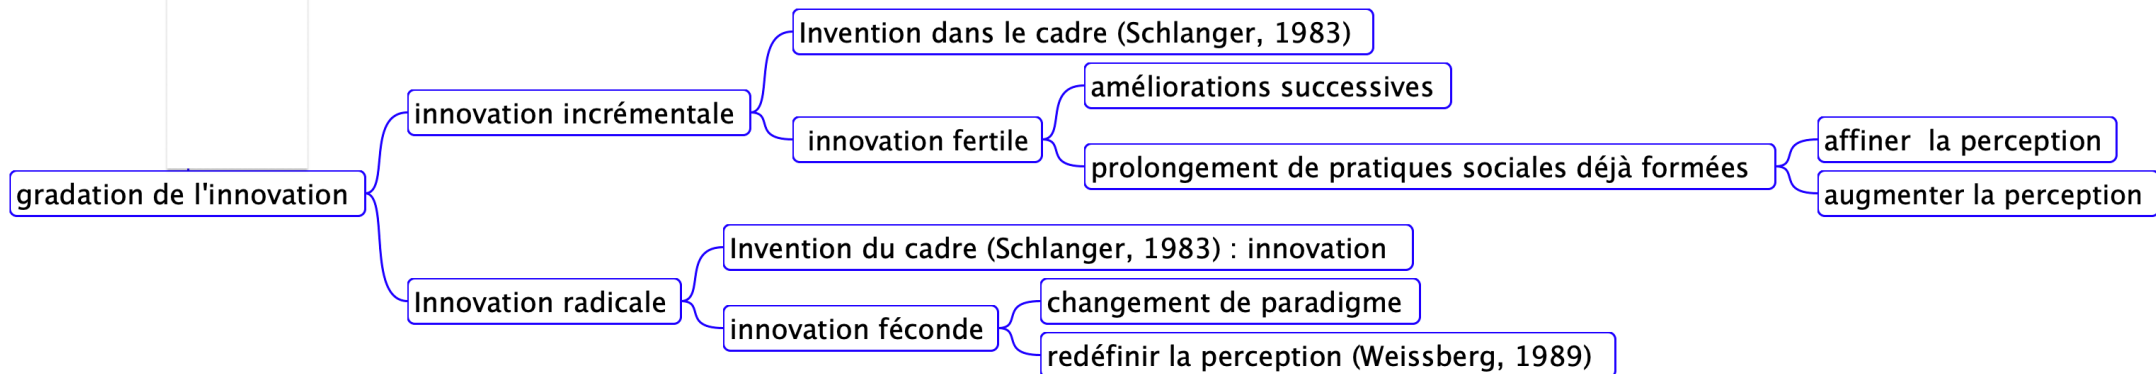 Invention dans le cadre (Schlanger, 1983)
améliorations successives
innovation incrémentale
innovation fertile
affiner  la perception
prolongement de pratiques sociales déjà formées
gradation de l'innovation
augmenter la perception
Invention du cadre (Schlanger, 1983) : innovation
Innovation radicale
changement de paradigme
innovation féconde
redéfinir la perception (Weissberg, 1989)